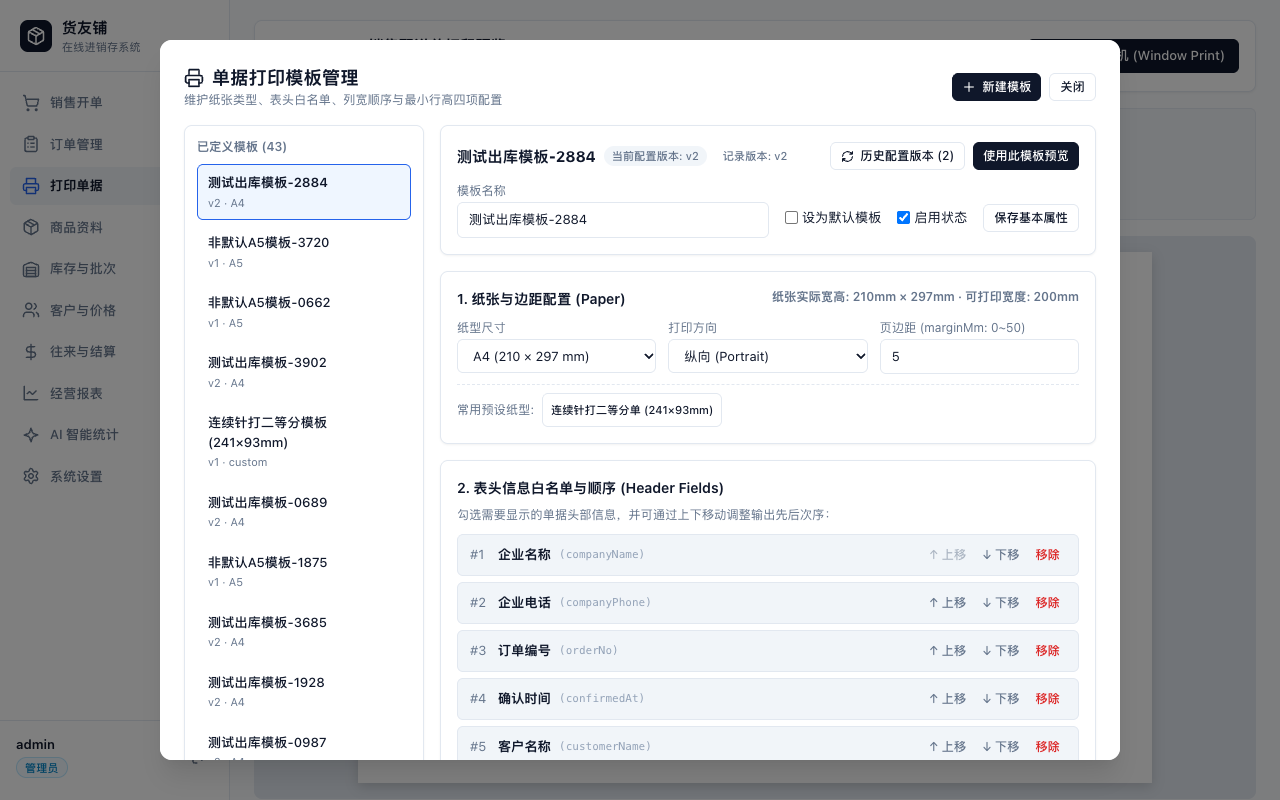 货友铺
在线进销存系统
销售开单
订单管理
打印单据
商品资料
库存与批次
客户与价格
往来与结算
经营报表
AI 智能统计
系统设置
admin
管理员
机 (Window Print)
单据打印模板管理
维护纸张类型、表头白名单、列宽顺序与最小行高四项配置
新建模板
关闭
已定义模板 (43)
测试出库模板-2884
v2 · A4
非默认A5模板-3720
v1 · A5
非默认A5模板-0662
v1 · A5
测试出库模板-3902
v2 · A4
连续针打二等分模板
(241×93mm)
v1 · custom
测试出库模板-0689
v2 · A4
非默认A5模板-1875
v1 · A5
测试出库模板-3685
v2 · A4
测试出库模板-1928
v2 · A4
测试出库模板-0987
测试出库模板-2884
当前配置版本: v2
记录版本: v2
历史配置版本 (2)
使用此模板预览
模板名称
测试出库模板-2884
设为默认模板
启用状态
保存基本属性
1. 纸张与边距配置 (Paper)
纸张实际宽高: 210mm × 297mm · 可打印宽度: 200mm
纸型尺寸
打印方向
页边距 (marginMm: 0~50)
A4 (210 × 297 mm)
纵向 (Portrait)
5
常用预设纸型:
连续针打二等分单 (241×93mm)
2. 表头信息白名单与顺序 (Header Fields)
勾选需要显示的单据头部信息，并可通过上下移动调整输出先后次序：
#1 企业名称 (companyName) ↑ 上移 ↓ 下移 移除
#2 企业电话 (companyPhone) ↑ 上移 ↓ 下移 移除
#3 订单编号 (orderNo) ↑ 上移 ↓ 下移 移除
#4 确认时间 (confirmedAt) ↑ 上移 ↓ 下移 移除
#5 客户名称 (customerName) ↑ 上移 ↓ 下移 移除